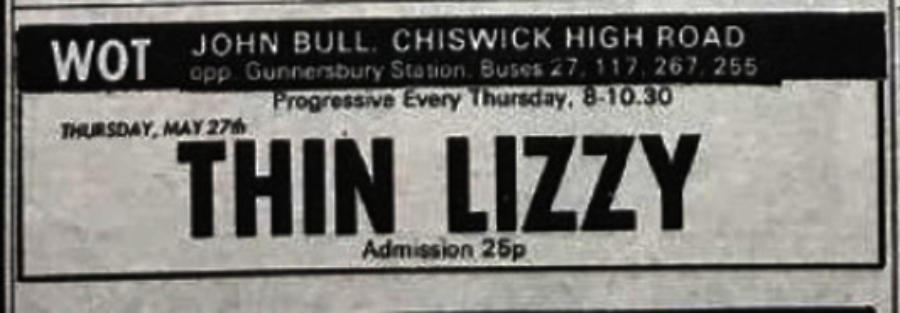 WOT
JOHN BULL. CHISWICK HIGH ROAD
opp. Gunnersbury Station. Buses 27, 117, 267, 255
Progressive Every Thursday, 8-10.30
THURSDAY, MAY 27th
THIN LIZZY
Admission 25p